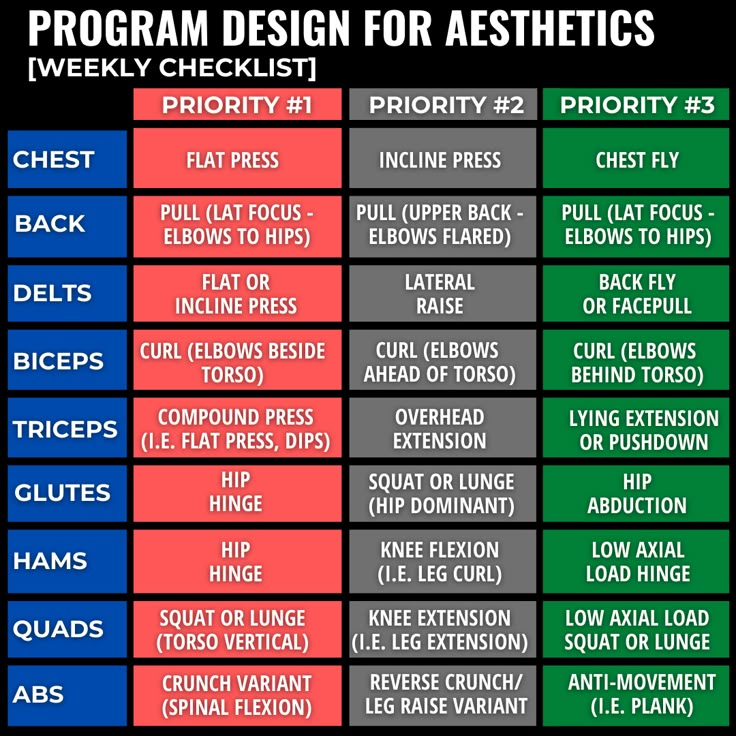 PROGRAM DESIGN FOR AESTHETICS
[WEEKLY CHECKLIST]
PRIORITY #1
PRIORITY #2
PRIORITY #3
CHEST
FLAT PRESS
INCLINE PRESS
CHEST FLY
BACK
PULL (LAT FOCUS -
ELBOWS TO HIPS)
PULL (UPPER BACK -
ELBOWS FLARED)
PULL (LAT FOCUS -
ELBOWS TO HIPS)
DELTS
FLAT OR
INCLINE PRESS
LATERAL
RAISE
BACK FLY
OR FACEPULL
BICEPS
CURL (ELBOWS BESIDE
TORSO)
CURL (ELBOWS
AHEAD OF TORSO)
CURL (ELBOWS
BEHIND TORSO)
TRICEPS
COMPOUND PRESS
(I.E. FLAT PRESS, DIPS)
OVERHEAD
EXTENSION
LYING EXTENSION
OR PUSHDOWN
GLUTES
HIP
HINGE
SQUAT OR LUNGE
(HIP DOMINANT)
HIP
ABDUCTION
HAMS
HIP
HINGE
KNEE FLEXION
(I.E. LEG CURL)
LOW AXIAL
LOAD HINGE
QUADS
SQUAT OR LUNGE
(TORSO VERTICAL)
KNEE EXTENSION
(I.E. LEG EXTENSION)
LOW AXIAL LOAD
SQUAT OR LUNGE
ABS
CRUNCH VARIANT
(SPINAL FLEXION)
REVERSE CRUNCH/
LEG RAISE VARIANT
ANTI-MOVEMENT
(I.E. PLANK)